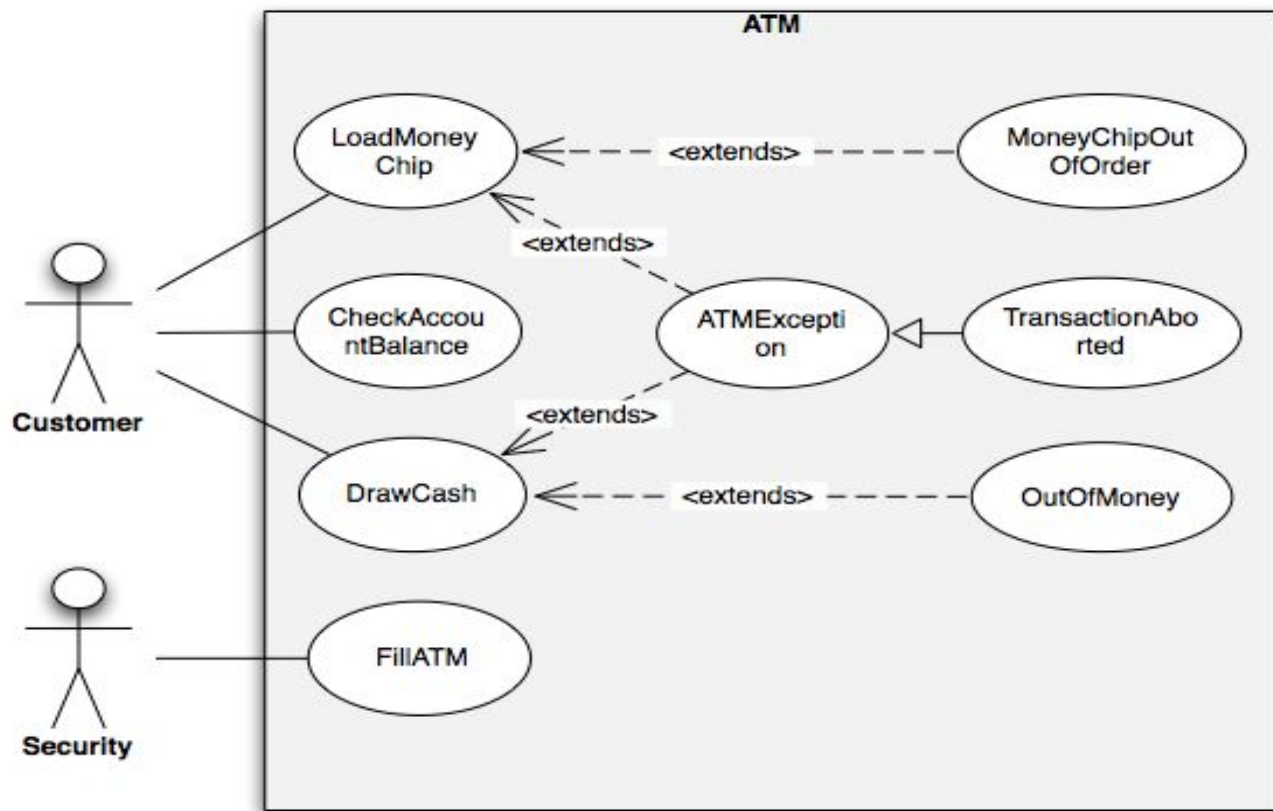 ATM
LoadMoney
Chip
<extends>
MoneyChipOut
OfOrder
<extends>
CheckAccou
ntBalance
ATMExcepti
on
TransactionAbo
rted
Customer
<extends>
DrawCash
<extends>
OutOfMoney
FillATM
Security